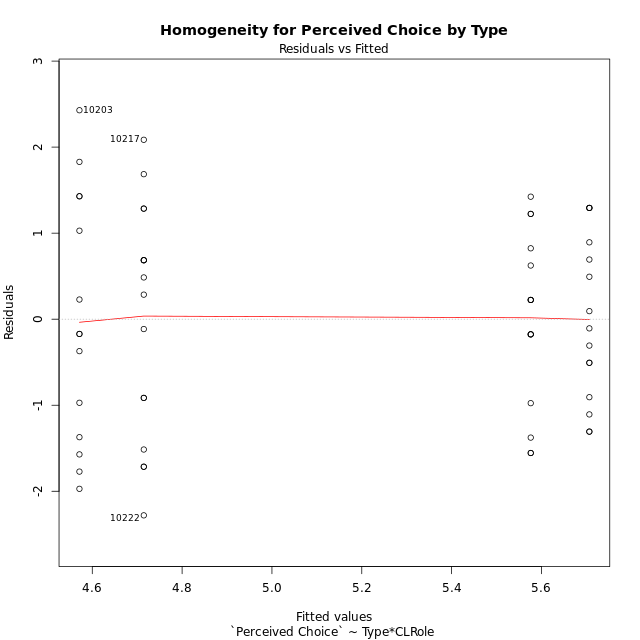 Homogeneity for Perceived Choice by Type
Residuals vs Fitted
3
2
1
0
-1
-2
Residuals
10203
10217
10222
4.6 4.8 5.0 5.2 5.4 5.6
Fitted values
`Perceived Choice` ~ Type*CLRole